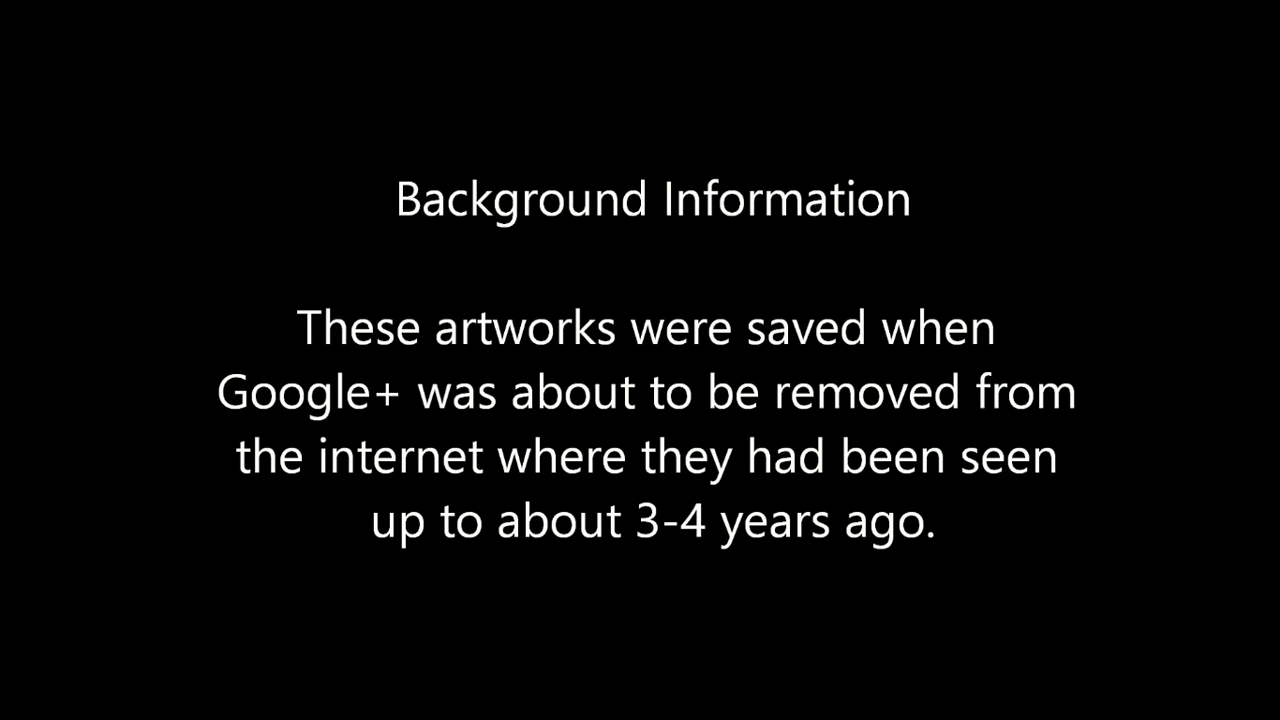 Background Information
These artworks were saved when
Google+ was about to be removed from
the internet where they had been seen
up to about 3-4 years ago.